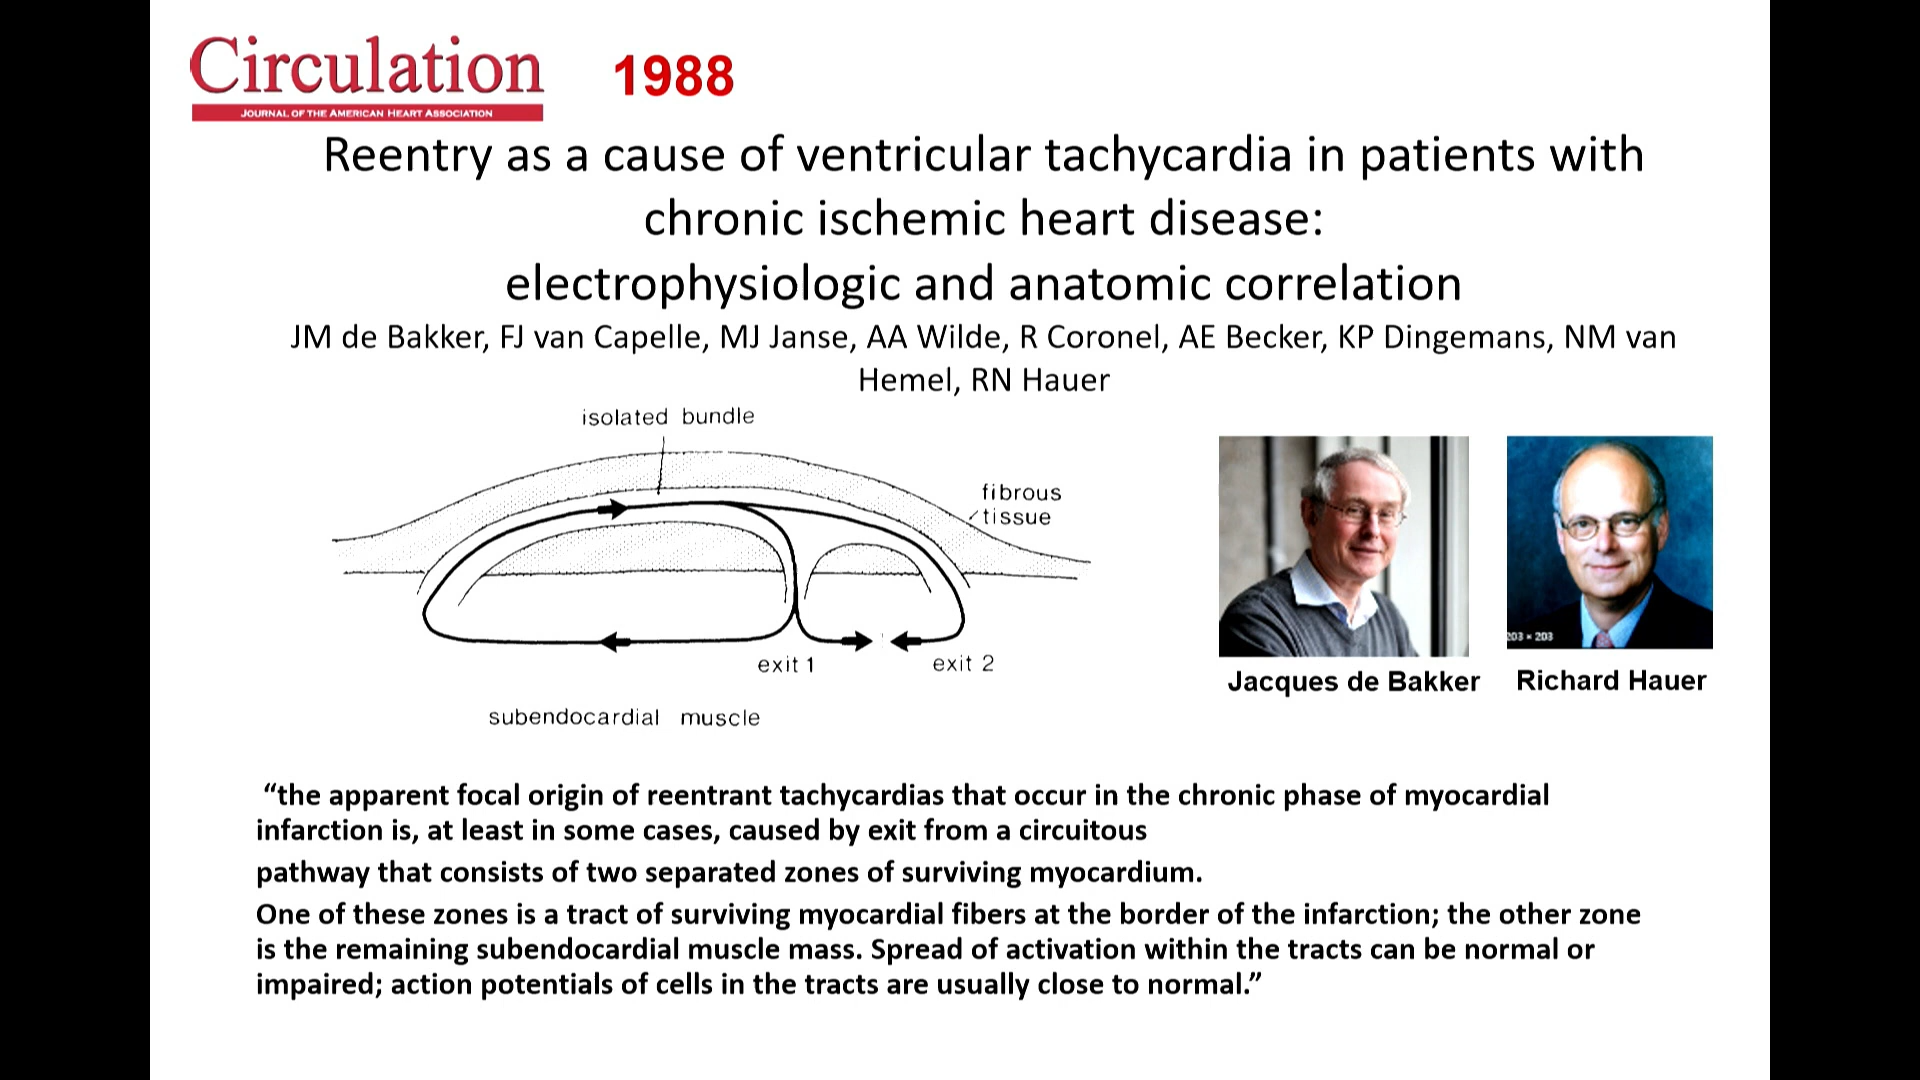 Circulation
1988
JOURNAL OF THE AMERICAN HEART ASSOCIATION
Reentry as a cause of ventricular tachycardia in patients with
chronic ischemic heart disease:
electrophysiologic and anatomic correlation
JM de Bakker, FJ van Capelle, MJ Janse, AA Wilde, R Coronel, AE Becker, KP Dingemans, NM van
Hemel, RN Hauer
isolated bundle
fibrous
tissue
exit 1
exit 2
subendocardial muscle
203 × 203
Jacques de Bakker
Richard Hauer
“the apparent focal origin of reentrant tachycardias that occur in the chronic phase of myocardial
infarction is, at least in some cases, caused by exit from a circuitous
pathway that consists of two separated zones of surviving myocardium.
One of these zones is a tract of surviving myocardial fibers at the border of the infarction; the other zone
is the remaining subendocardial muscle mass. Spread of activation within the tracts can be normal or
impaired; action potentials of cells in the tracts are usually close to normal.”